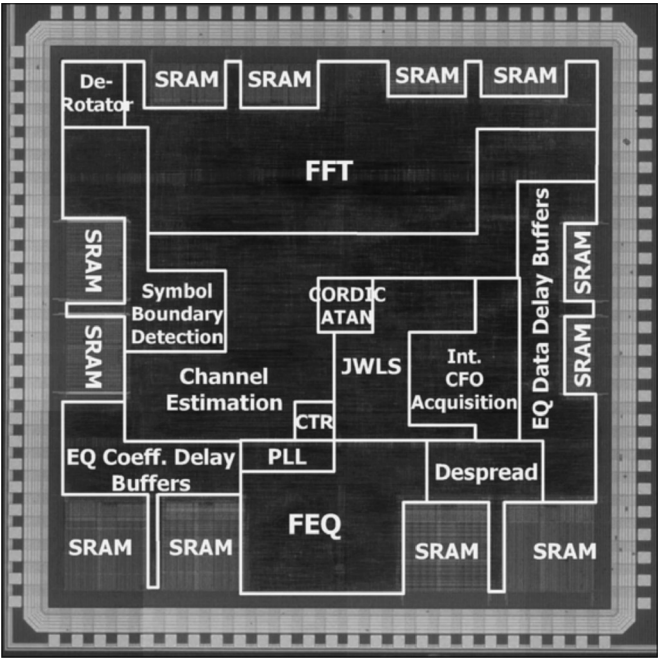 De-
Rotator
SRAM
SRAM
SRAM
SRAM
FFT
SRAM
SRAM
Symbol
Boundary
Detection
CORDIC
ATAN
EQ Data Delay Buffers
SRAM
SRAM
Channel
Estimation
JWLS
Int.
CFO
Acquisition
CTR
EQ Coeff. Delay
Buffers
PLL
Despread
FEQ
SRAM
SRAM
SRAM
SRAM